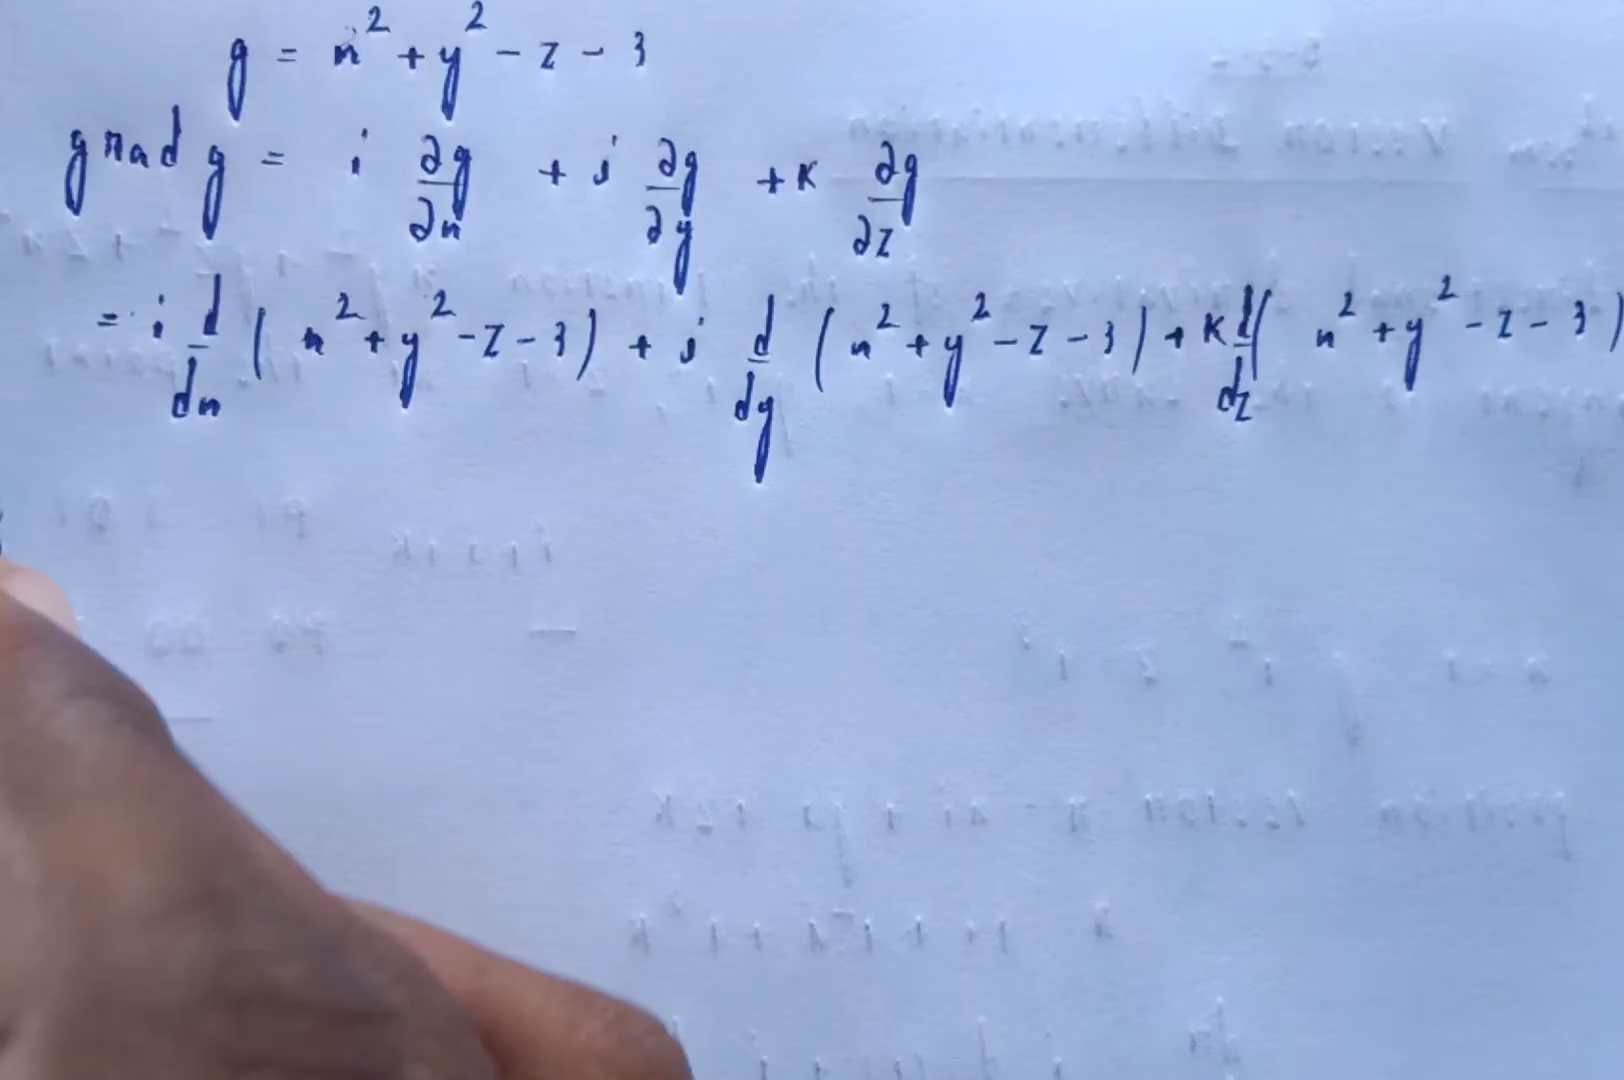 g = x² + y² - z - 3
grad g = i ∂g/∂x + j ∂g/∂y + k ∂g/∂z
= i d/dx (x² + y² - z - 3) + j d/dy (x² + y² - z - 3) + k d/dz (x² + y² - z - 3)